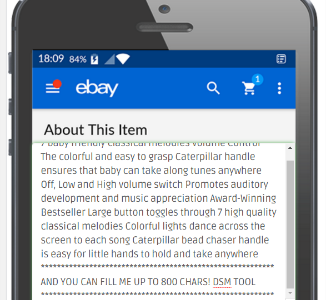 18:09 84%
ebay
1
About This Item
7 baby friendly classical melodies Volume Control
The colorful and easy to grasp Caterpillar handle
ensures that baby can take along tunes anywhere
Off, Low and High volume switch Promotes auditory
development and music appreciation Award-Winning
Bestseller Large button toggles through 7 high quality
classical melodies Colorful lights dance across the
screen to each song Caterpillar bead chaser handle
is easy for little hands to hold and take anywhere
****************************************************
AND YOU CAN FILL ME UP TO 800 CHARS! DSM TOOL
****************************************************